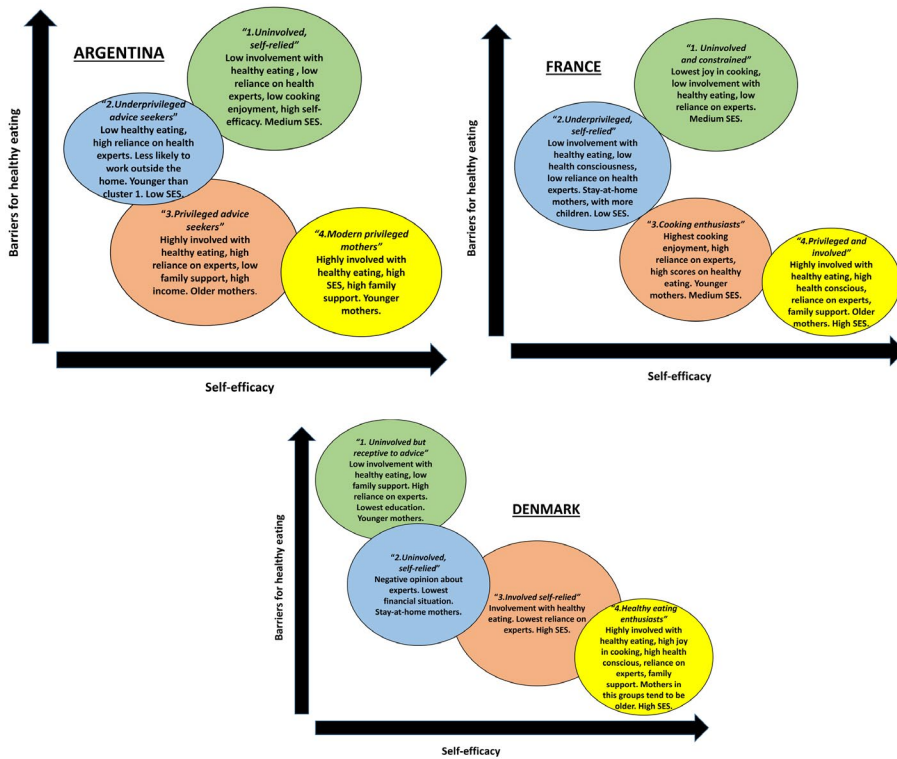 ARGENTINA
Barriers for healthy eating
"1.Uninvolved,
self-relied"
Low involvement with
healthy eating , low
reliance on health
experts, low cooking
enjoyment, high self-
efficacy. Medium SES.
"2.Underprivileged
advice seekers"
Low healthy eating,
high reliance on health
experts. Less likely to
work outside the
home. Younger than
cluster 1. Low SES.
"3.Privileged advice
seekers"
Highly involved with
healthy eating, high
reliance on experts, low
family support, high
income. Older mothers.
"4.Modern privileged
mothers"
Highly involved with
healthy eating, high
SES, high family
support. Younger
mothers.
Self-efficacy
FRANCE
Barriers for healthy eating
"1. Uninvolved
and constrained"
Lowest joy in cooking,
low involvement with
healthy eating, low
reliance on experts.
Medium SES.
"2.Underprivileged,
self-relied"
Low involvement with
healthy eating, low
health consciousness,
low reliance on health
experts. Stay-at-home
mothers, with more
children. Low SES.
"3.Cooking enthusiasts"
Highest cooking
enjoyment, high
reliance on experts,
high scores on healthy
eating. Younger
mothers. Medium SES.
"4.Privileged and
involved"
Highly involved with
healthy eating, high
health conscious,
reliance on experts,
family support. Older
mothers. High SES.
Self-efficacy
DENMARK
Barriers for healthy eating
"1. Uninvolved but
receptive to advice"
Low involvement with
healthy eating, low
family support. High
reliance on experts.
Lowest education.
Younger mothers.
"2.Uninvolved,
self-relied"
Negative opinion about
experts. Lowest
financial situation.
Stay-at-home mothers.
"3.Involved self-relied"
Involvement with healthy
eating. Lowest reliance on
experts. High SES.
"4.Healthy eating
enthusiasts"
Highly involved with
healthy eating, high joy
in cooking, high health
conscious, reliance on
experts, family
support. Mothers in
this groups tend to be
older. High SES.
Self-efficacy